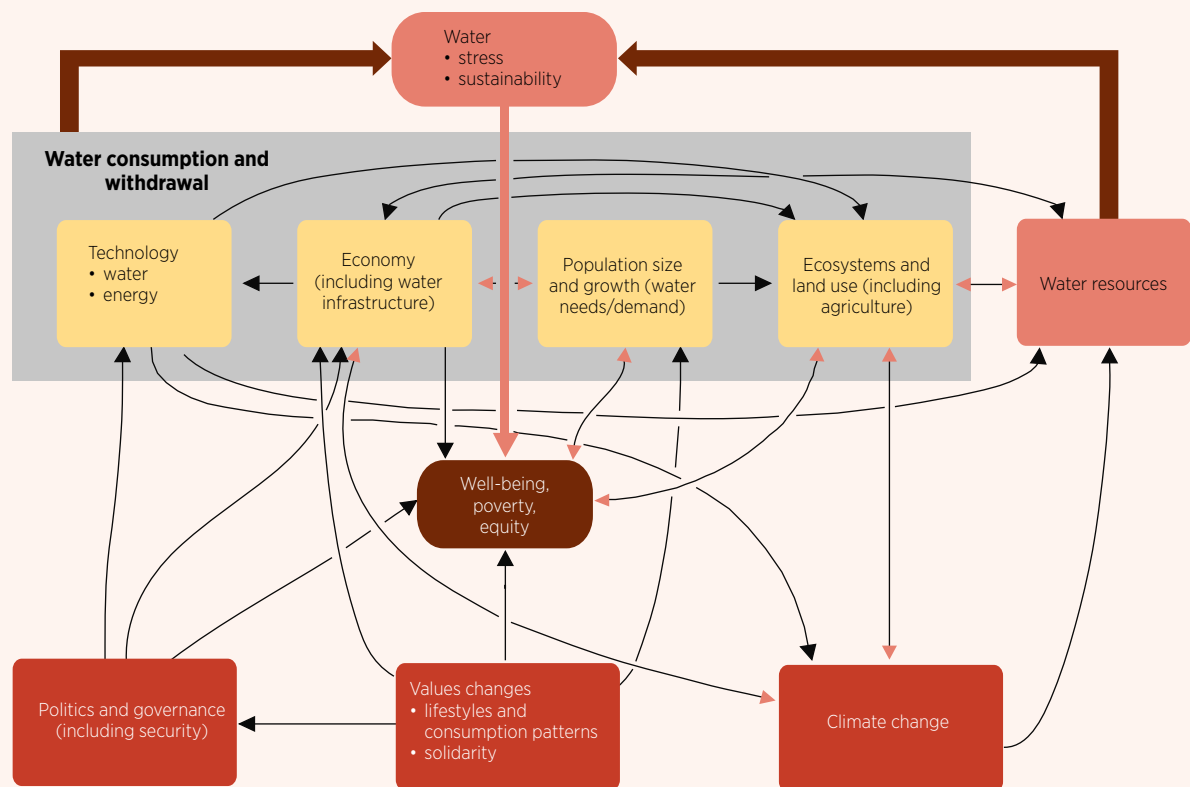 Water
• stress
• sustainability
Water consumption and
withdrawal
Technology
• water
• energy
Economy
(including water
infrastructure)
Population size
and growth (water
needs/demand)
Ecosystems and
land use (including
agriculture)
Water resources
Well-being,
poverty,
equity
Politics and governance
(including security)
Values changes
• lifestyles and
consumption patterns
• solidarity
Climate change